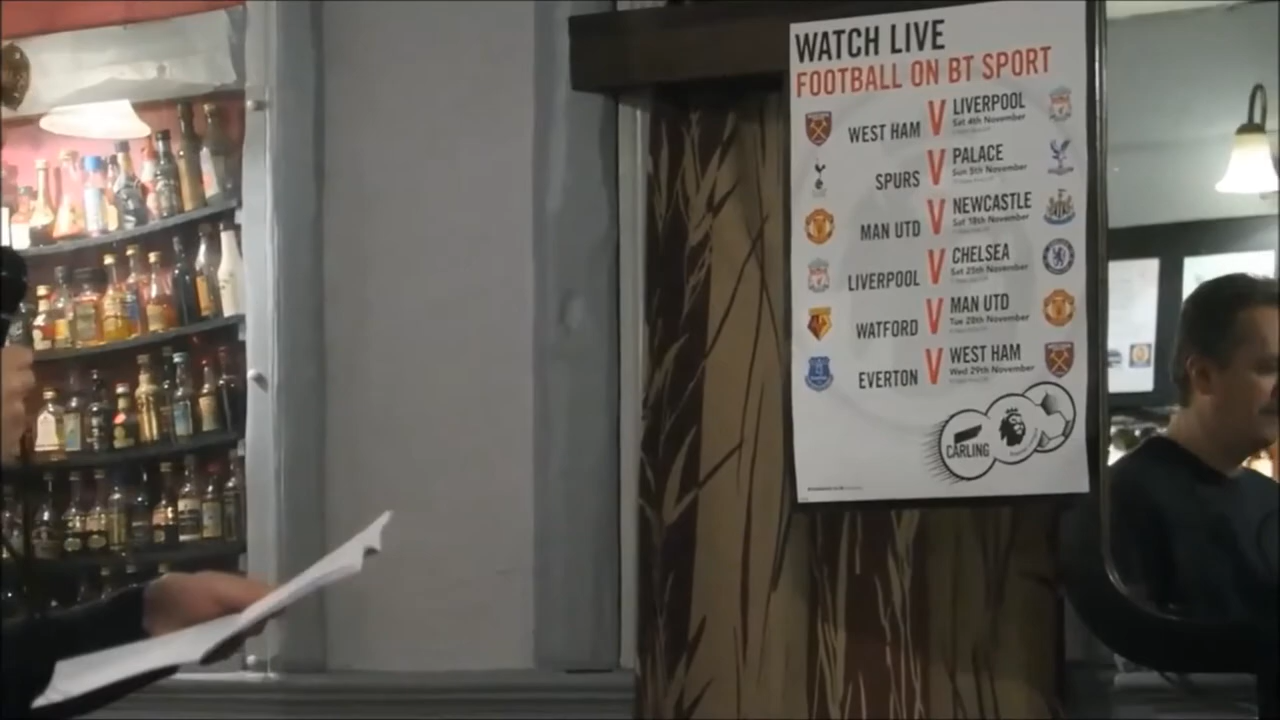 WATCH LIVE
FOOTBALL ON BT SPORT
WEST HAM V LIVERPOOL
Sat 4th November
SPURS V PALACE
Sun 5th November
MAN UTD V NEWCASTLE
Sat 18th November
LIVERPOOL V CHELSEA
Sat 25th November
WATFORD V MAN UTD
Tue 28th November
EVERTON V WEST HAM
Wed 29th November
CARLING